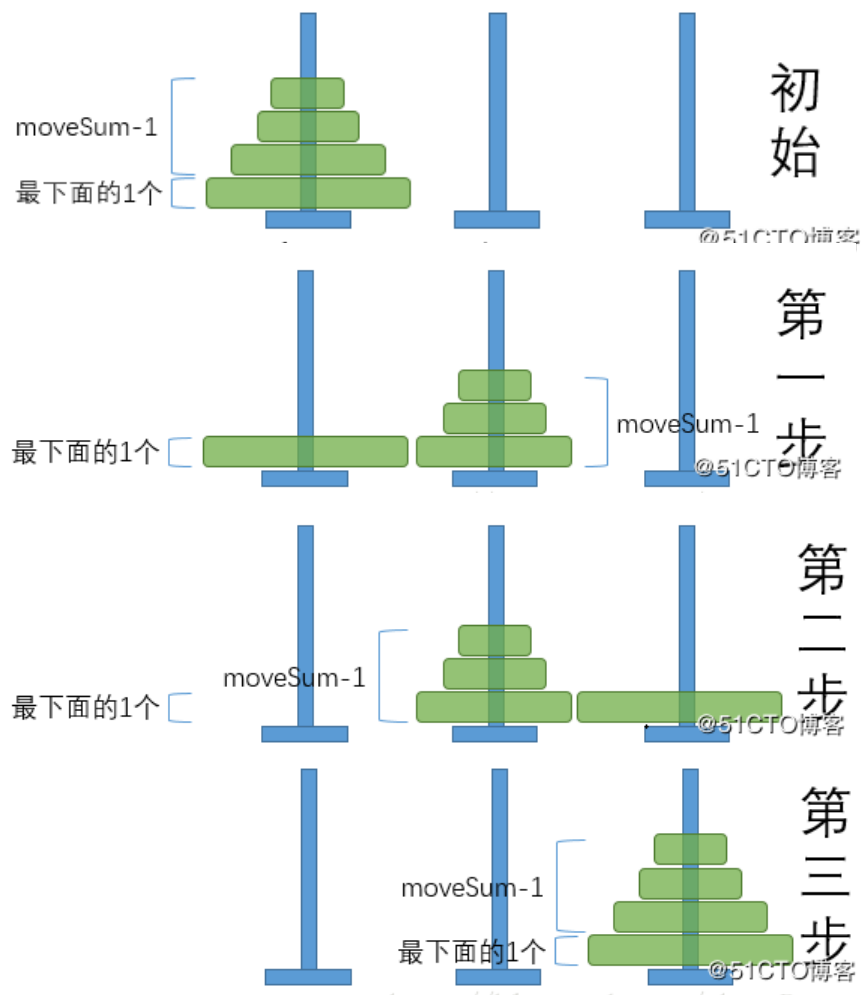 初始
moveSum-1
最下面的1个
@51CTO博客
第一步
moveSum-1
最下面的1个
@51CTO博客
第二步
moveSum-1
最下面的1个
@51CTO博客
第三步
moveSum-1
最下面的1个
@51CTO博客